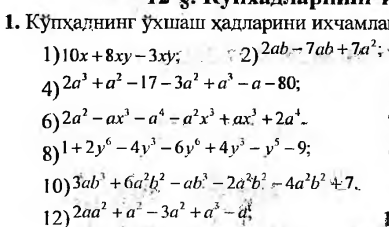 1. Кўпҳаднинг ўхшаш ҳадларини ихчамла
1) 10x + 8xy – 3xy; 2) 2ab – 7ab + 7a²;
4) 2a³ + a² – 17 – 3a² + a³ – a – 80;
6) 2a² – ax³ – a⁴ – a²x³ + ax³ + 2a⁴.
8) 1 + 2y⁶ – 4y³ – 6y⁶ + 4y³ – y⁵ – 9;
10) 3ab³ + 6a²b² – ab³ – 2a²b² – 4a²b² + 7.
12) 2aa² + a² – 3a² + a³ – a;